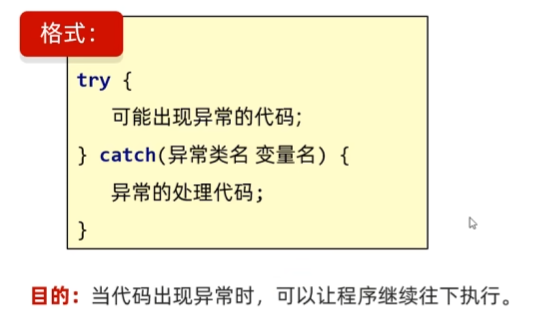 格式：
try {
可能出现异常的代码;
} catch(异常类名 变量名) {
异常的处理代码;
}
目的：当代码出现异常时，可以让程序继续往下执行。